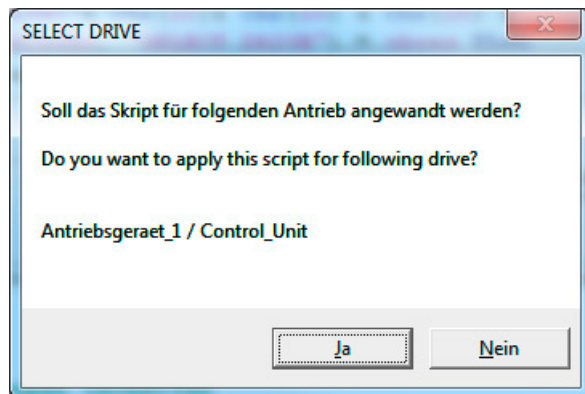 SELECT DRIVE
Soll das Skript für folgenden Antrieb angewandt werden?
Do you want to apply this script for following drive?
Antriebsgeraet_1 / Control_Unit
Ja
Nein